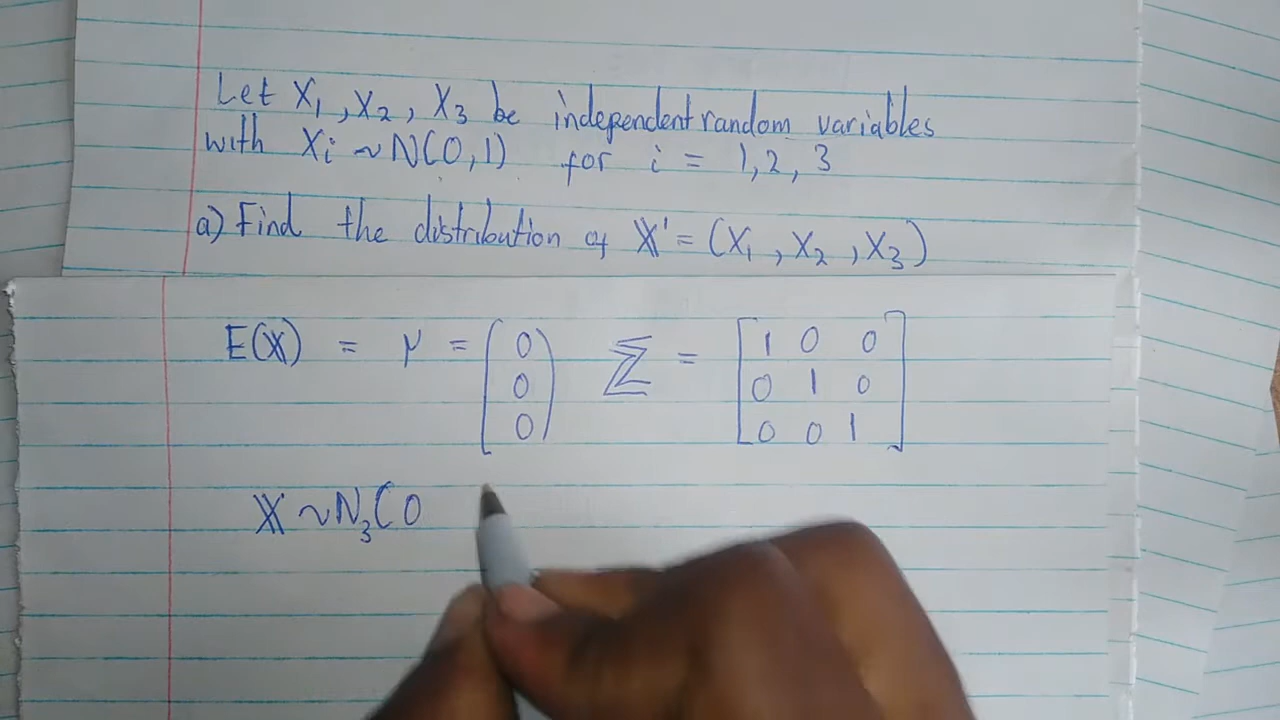 Let X₁, X₂, X₃ be independent random variables
with Xi ~ N(0,1) for i = 1,2,3
a) Find the distribution of X' = (X₁, X₂, X₃)
E(X) = μ = (0 Σ = [1 0 0
0 0 1 0
0) 0 0 1]
X ~ N₃(0